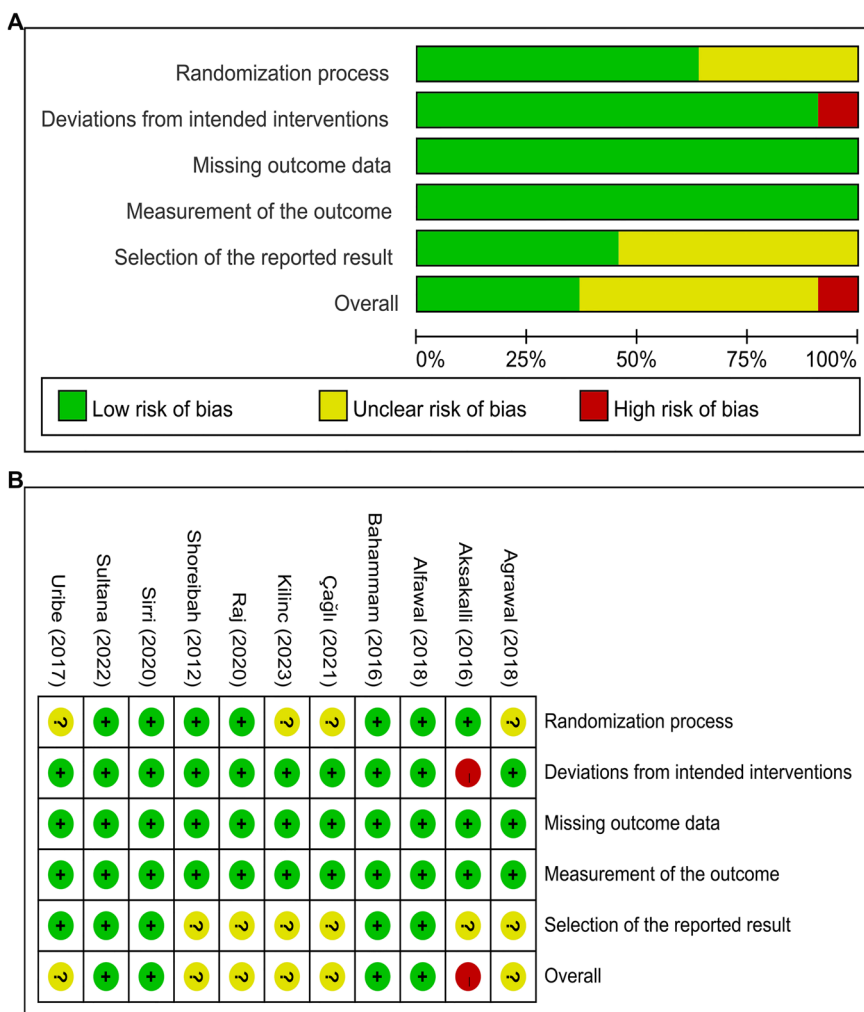 A
Randomization process
Deviations from intended interventions
Missing outcome data
Measurement of the outcome
Selection of the reported result
Overall
0% 25% 50% 75% 100%
Low risk of bias Unclear risk of bias High risk of bias
B
Uribe (2017)
Sultana (2022)
Sirri (2020)
Shoreibah (2012)
Raj (2020)
Kilinc (2023)
Çağlı (2021)
Bahammam (2016)
Alfawal (2018)
Aksakalli (2016)
Agrawal (2018)
? + + + + ? ? + + + ? Randomization process
+ + + + + + + + + - + Deviations from intended interventions
+ + + + + + + + + + + Missing outcome data
+ + + + + + + + + + + Measurement of the outcome
+ + + ? ? ? ? + + ? ? Selection of the reported result
? + + ? ? ? ? + + - ? Overall